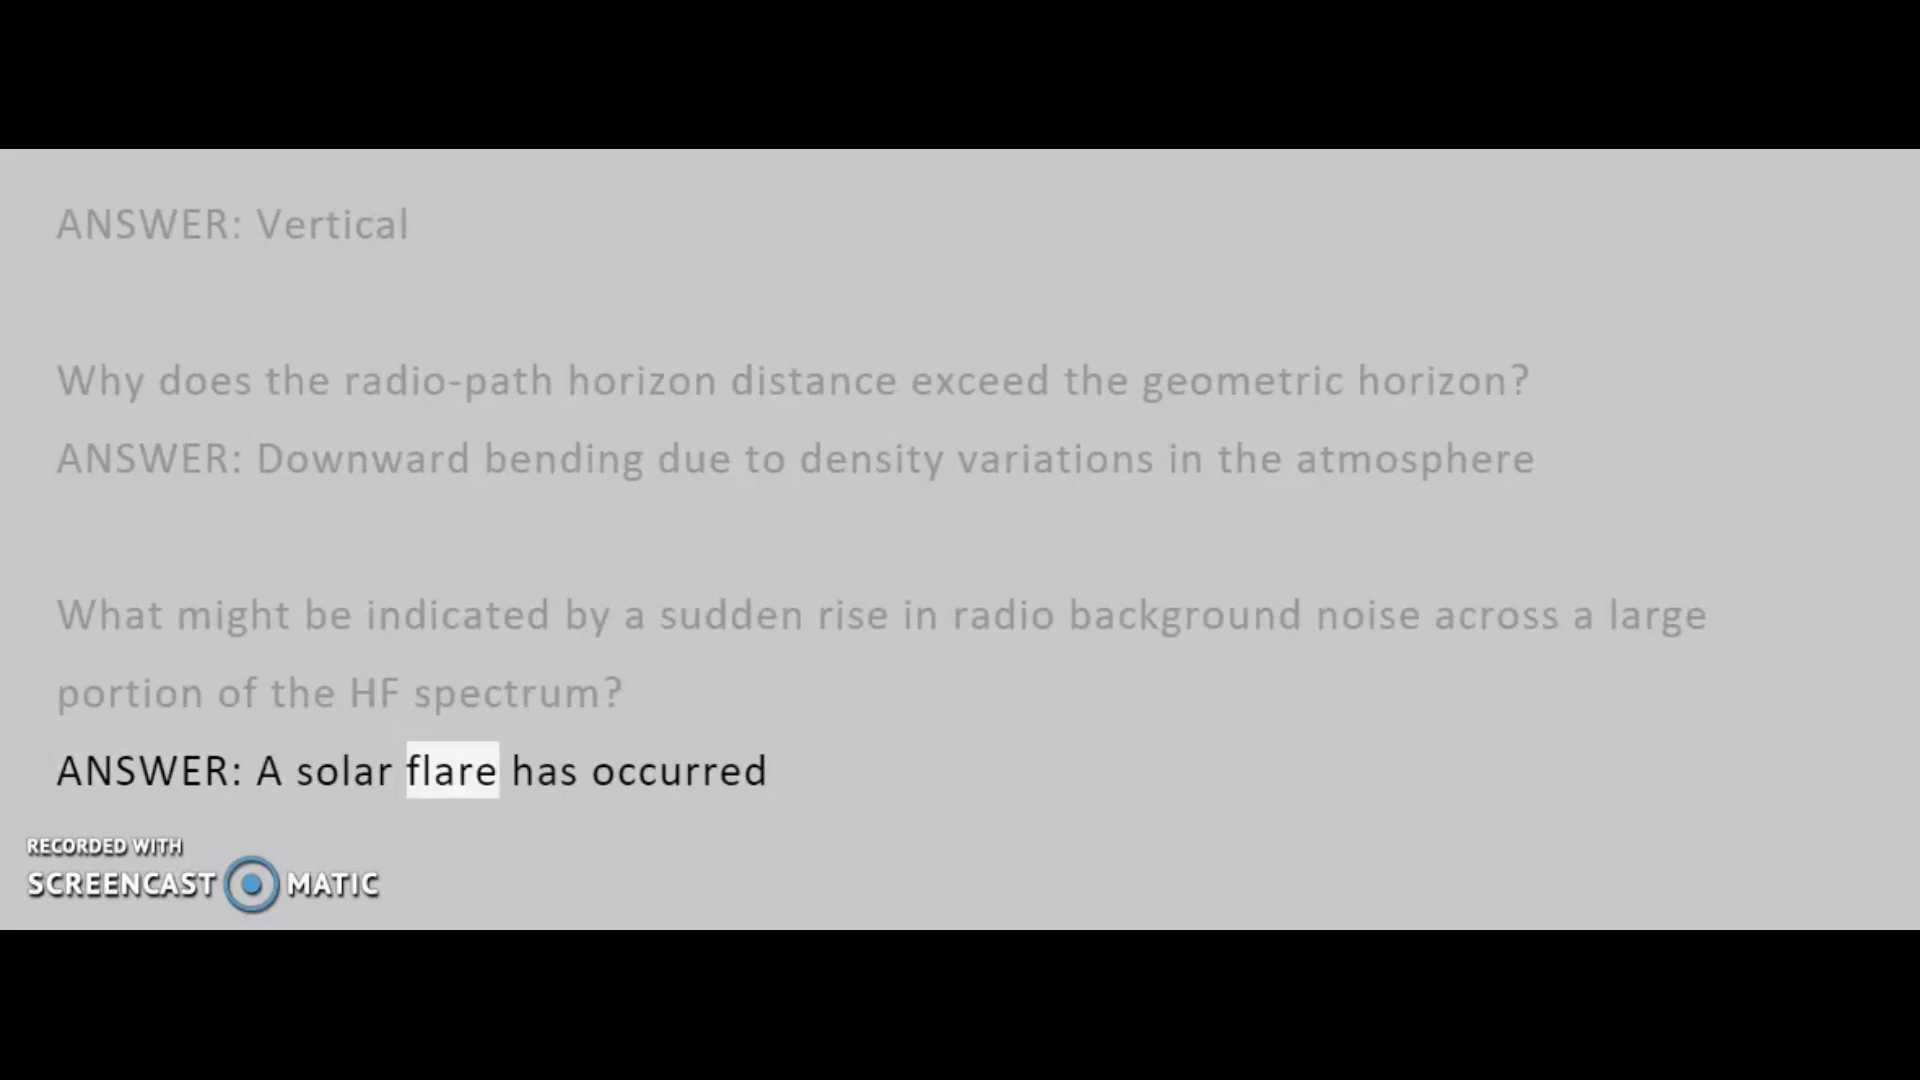 ANSWER: Vertical
Why does the radio-path horizon distance exceed the geometric horizon?
ANSWER: Downward bending due to density variations in the atmosphere
What might be indicated by a sudden rise in radio background noise across a large
portion of the HF spectrum?
ANSWER: A solar flare has occurred
RECORDED WITH
SCREENCAST MATIC